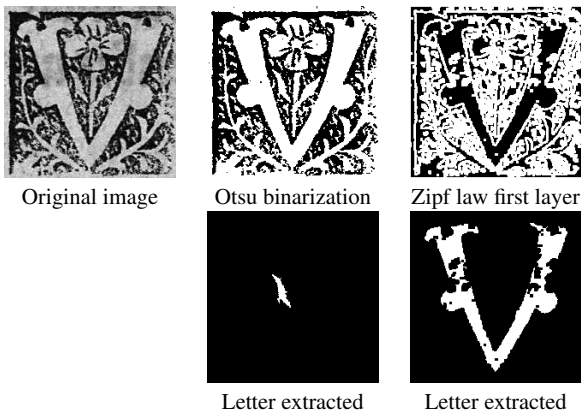 Original image
Otsu binarization
Zipf law first layer
Letter extracted
Letter extracted